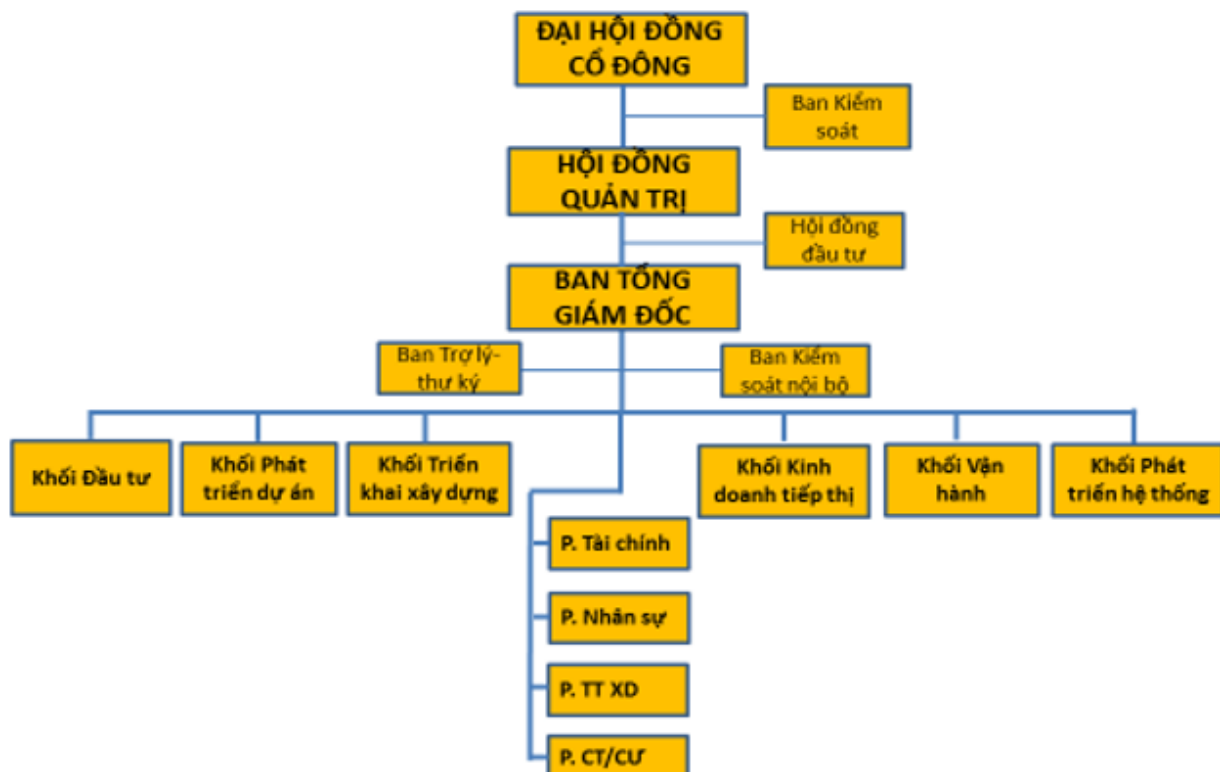 ĐẠI HỘI ĐỒNG
CỔ ĐÔNG
Ban Kiểm
soát
HỘI ĐỒNG
QUẢN TRỊ
Hội đồng
đầu tư
BAN TỔNG
GIÁM ĐỐC
Ban Trợ lý-
thư ký
Ban Kiểm
soát nội bộ
Khối Đầu tư
Khối Phát
triển dự án
Khối Triển
khai xây dựng
Khối Kinh
doanh tiếp thị
Khối Vận
hành
Khối Phát
triển hệ thống
P. Tài chính
P. Nhân sự
P. TT XD
P. CT/CƯ